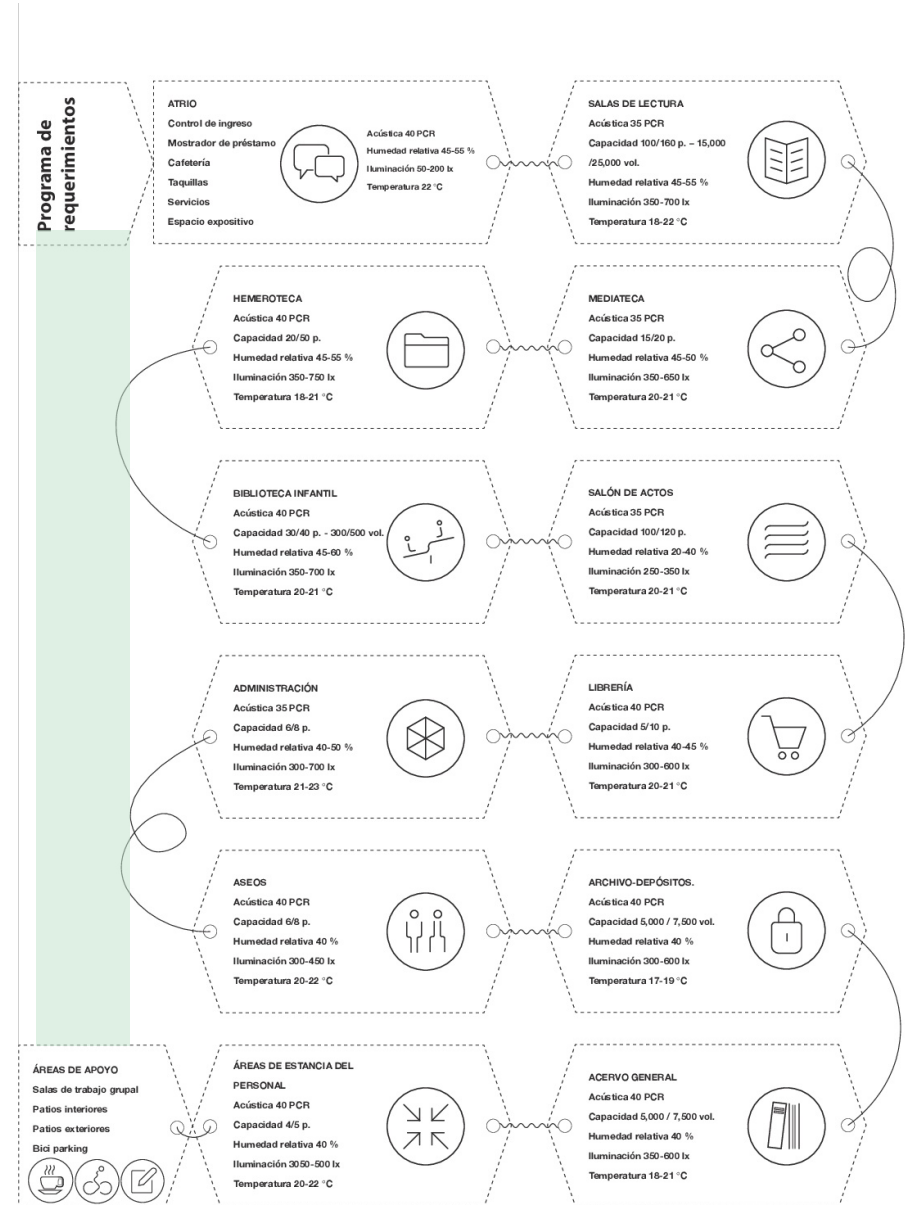 Programa de
requerimientos
ATRIO
Control de ingreso
Mostrador de préstamo
Cafetería
Taquillas
Servicios
Espacio expositivo
Acústica 40 PCR
Humedad relativa 45-55 %
Iluminación 50-200 lx
Temperatura 22 °C
SALAS DE LECTURA
Acústica 35 PCR
Capacidad 100/160 p. – 15,000
/25,000 vol.
Humedad relativa 45-55 %
Iluminación 350-700 lx
Temperatura 18-22 °C
HEMEROTECA
Acústica 40 PCR
Capacidad 20/50 p.
Humedad relativa 45-55 %
Iluminación 350-750 lx
Temperatura 18-21 °C
MEDIATECA
Acústica 35 PCR
Capacidad 15/20 p.
Humedad relativa 45-50 %
Iluminación 350-650 lx
Temperatura 20-21 °C
BIBLIOTECA INFANTIL
Acústica 40 PCR
Capacidad 30/40 p. - 300/500 vol.
Humedad relativa 45-60 %
Iluminación 350-700 lx
Temperatura 20-21 °C
SALÓN DE ACTOS
Acústica 35 PCR
Capacidad 100/120 p.
Humedad relativa 20-40 %
Iluminación 250-350 lx
Temperatura 20-21 °C
ADMINISTRACIÓN
Acústica 35 PCR
Capacidad 6/8 p.
Humedad relativa 40-50 %
Iluminación 300-700 lx
Temperatura 21-23 °C
LIBRERÍA
Acústica 40 PCR
Capacidad 5/10 p.
Humedad relativa 40-45 %
Iluminación 300-600 lx
Temperatura 20-21 °C
ASEOS
Acústica 40 PCR
Capacidad 6/8 p.
Humedad relativa 40 %
Iluminación 300-450 lx
Temperatura 20-22 °C
ARCHIVO-DEPÓSITOS.
Acústica 40 PCR
Capacidad 5,000 / 7,500 vol.
Humedad relativa 40 %
Iluminación 300-600 lx
Temperatura 17-19 °C
ÁREAS DE APOYO
Salas de trabajo grupal
Patios interiores
Patios exteriores
Bici parking
ÁREAS DE ESTANCIA DEL
PERSONAL
Acústica 40 PCR
Capacidad 4/5 p.
Humedad relativa 40 %
Iluminación 3050-500 lx
Temperatura 20-22 °C
ACERVO GENERAL
Acústica 40 PCR
Capacidad 5,000 / 7,500 vol.
Humedad relativa 40 %
Iluminación 350-600 lx
Temperatura 18-21 °C